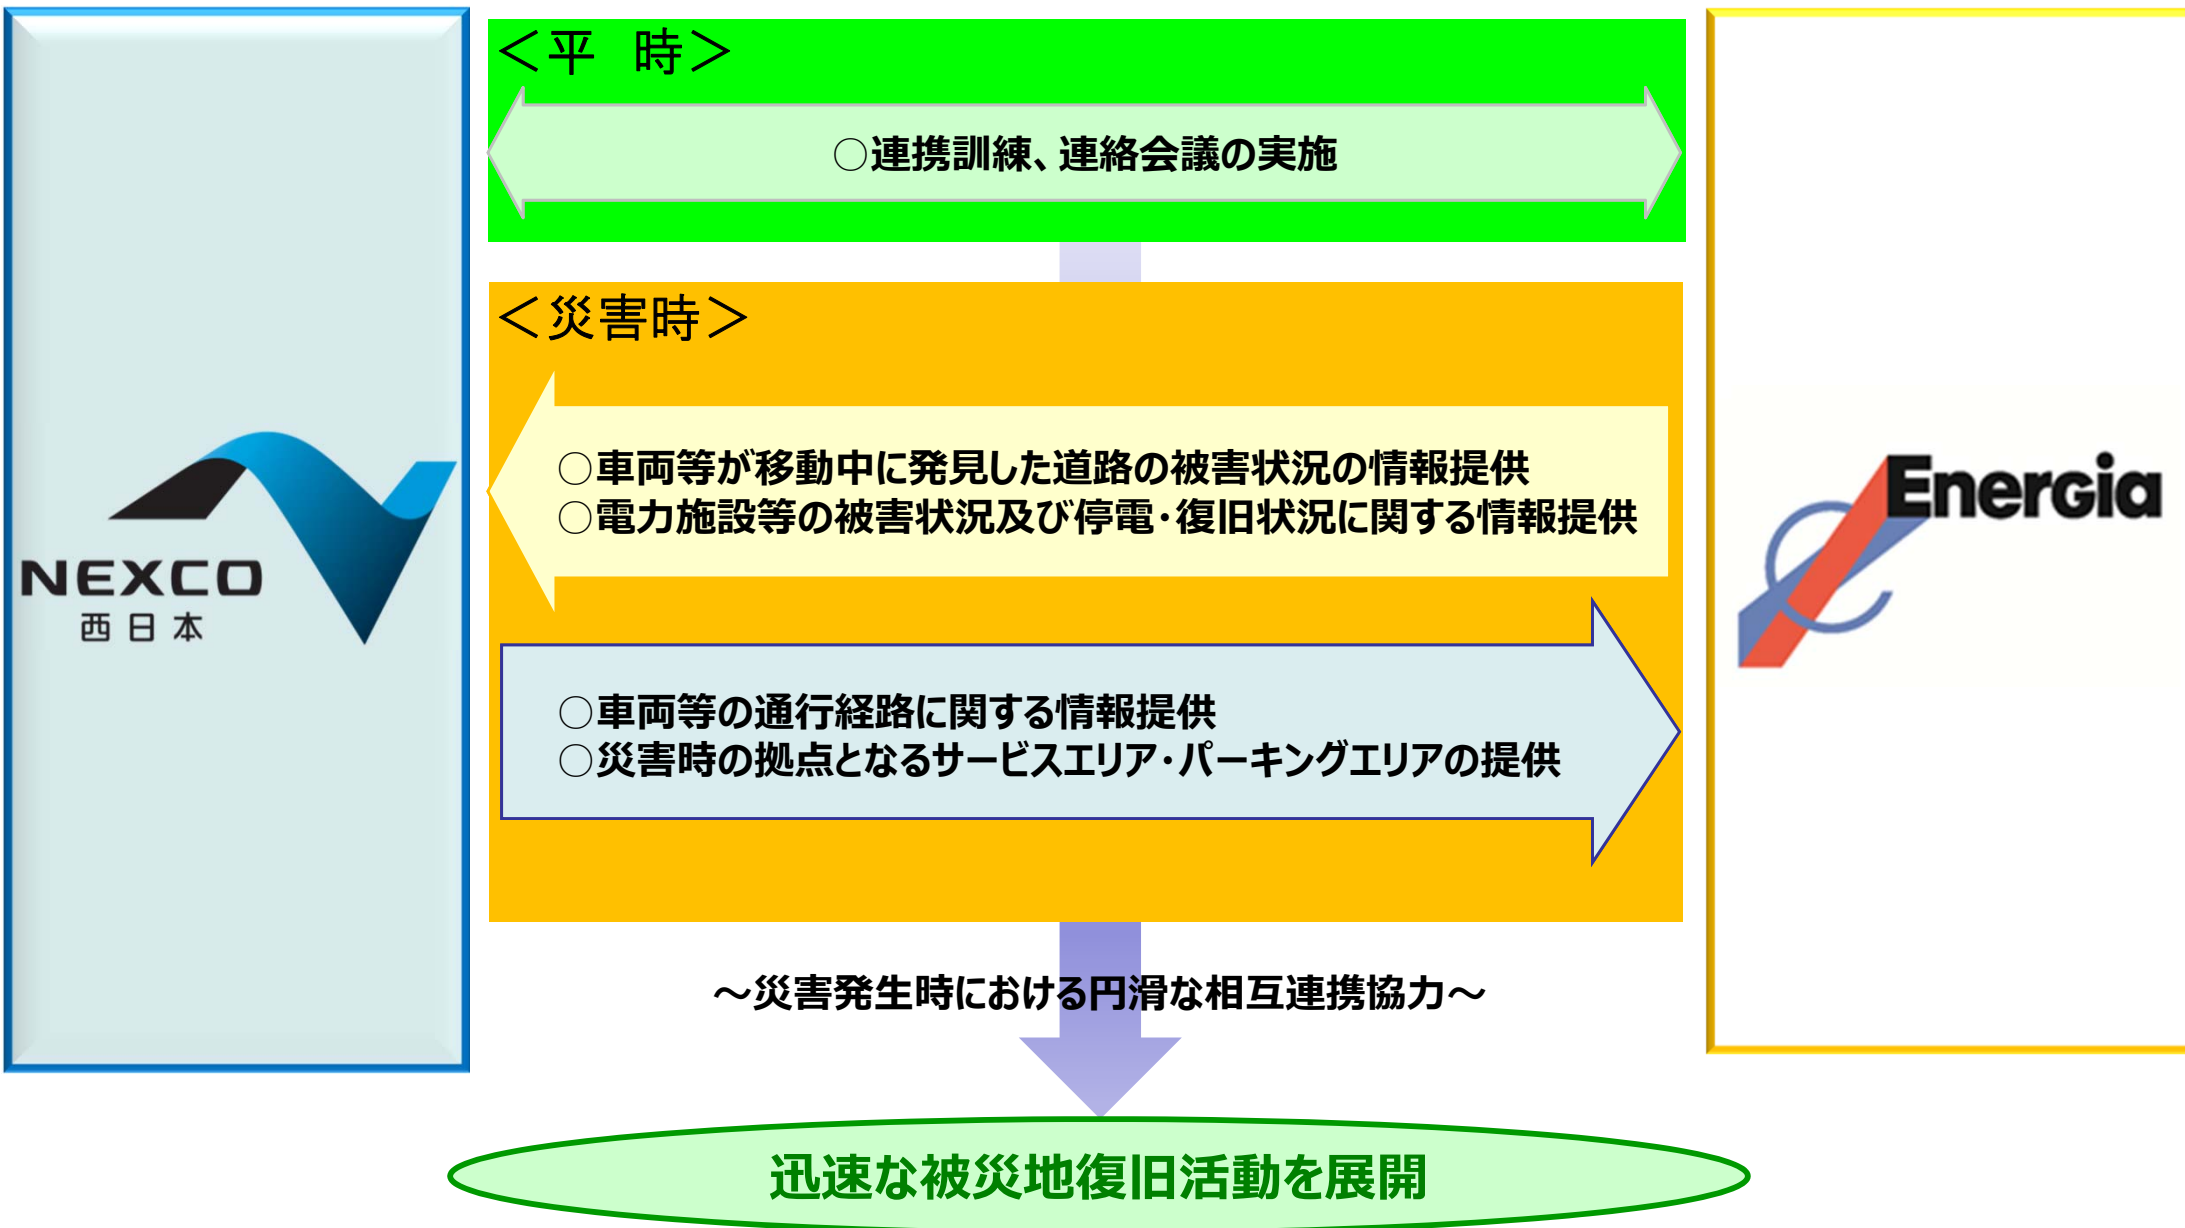 ＜平　時＞
○連携訓練、連絡会議の実施
＜災害時＞
○車両等が移動中に発見した道路の被害状況の情報提供
○電力施設等の被害状況及び停電・復旧状況に関する情報提供
NEXCO
西日本
Energia
○車両等の通行経路に関する情報提供
○災害時の拠点となるサービスエリア・パーキングエリアの提供
～災害発生時における円滑な相互連携協力～
迅速な被災地復旧活動を展開